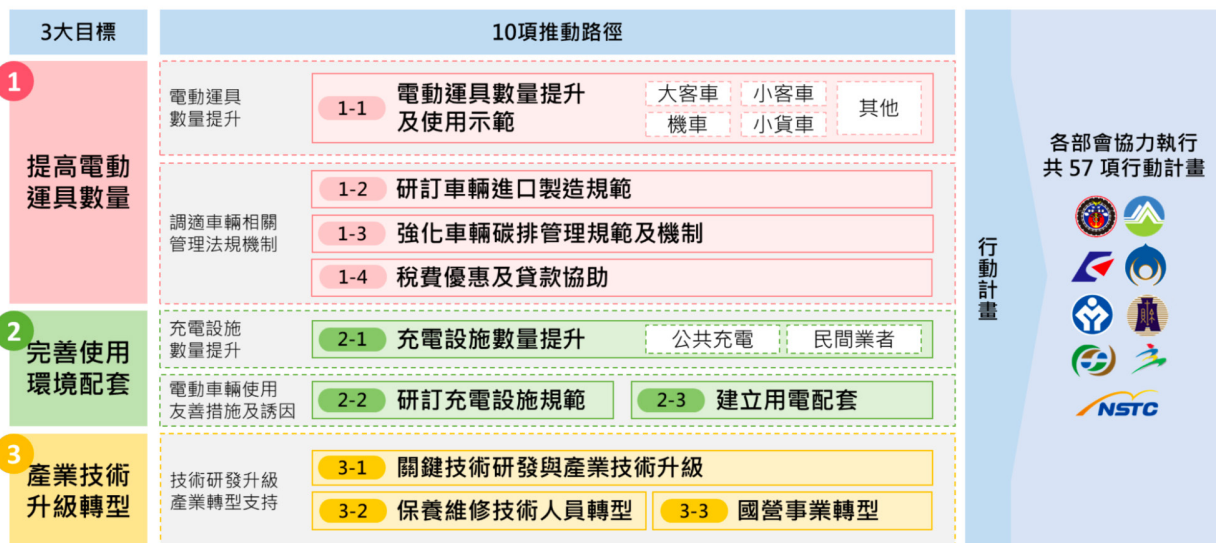 3大目標
10項推動路徑
1
提高電動
運具數量
電動運具
數量提升
1-1
電動運具數量提升
及使用示範
大客車
小客車
機車
小貨車
其他
調適車輛相關
管理法規機制
1-2
研訂車輛進口製造規範
1-3
強化車輛碳排管理規範及機制
1-4
稅費優惠及貸款協助
2
完善使用
環境配套
充電設施
數量提升
2-1
充電設施數量提升
公共充電
民間業者
電動車輛使用
友善措施及誘因
2-2
研訂充電設施規範
2-3
建立用電配套
3
產業技術
升級轉型
技術研發升級
產業轉型支持
3-1
關鍵技術研發與產業技術升級
3-2
保養維修技術人員轉型
3-3
國營事業轉型
行動計畫
各部會協力執行
共 57 項行動計畫
NSTC